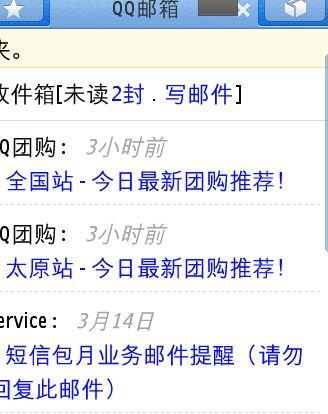 QQ邮箱
来。
收件箱[未读2封 . 写邮件]
QQ团购: 3小时前
全国站 - 今日最新团购推荐!
QQ团购: 3小时前
太原站 - 今日最新团购推荐!
ervice: 3月14日
短信包月业务邮件提醒（请勿
回复此邮件）